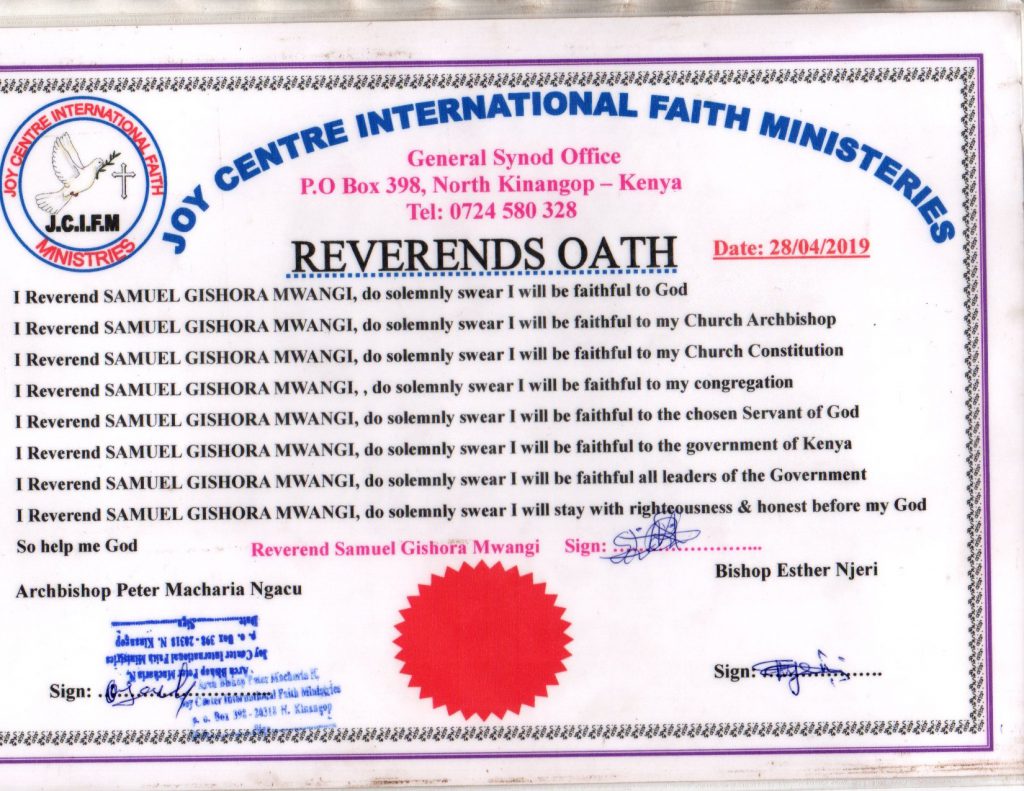 JOY CENTRE INTERNATIONAL FAITH MINISTERIES
JOY CENTRE INTERNATIONAL FAITH
J.C.I.F.M
MINISTRIES
General Synod Office
P.O Box 398, North Kinangop – Kenya
Tel: 0724 580 328
REVERENDS OATH
Date: 28/04/2019
I Reverend SAMUEL GISHORA MWANGI, do solemnly swear I will be faithful to God
I Reverend SAMUEL GISHORA MWANGI, do solemnly swear I will be faithful to my Church Archbishop
I Reverend SAMUEL GISHORA MWANGI, do solemnly swear I will be faithful to my Church Constitution
I Reverend SAMUEL GISHORA MWANGI, , do solemnly swear I will be faithful to my congregation
I Reverend SAMUEL GISHORA MWANGI, do solemnly swear I will be faithful to the chosen Servant of God
I Reverend SAMUEL GISHORA MWANGI, do solemnly swear I will be faithful to the government of Kenya
I Reverend SAMUEL GISHORA MWANGI, do solemnly swear I will be faithful all leaders of the Government
I Reverend SAMUEL GISHORA MWANGI, do solemnly swear I will stay with righteousness & honest before my God
So help me God
Reverend Samuel Gishora Mwangi Sign: ........................
Archbishop Peter Macharia Ngacu
Bishop Esther Njeri
Arch Bishop Peter Macharia N.
Joy Center International Faith Ministries
p. o. Box 398 - 20318 N. Kinangop
Sign
Date
Sign: ........................
Arch Bishop Peter Macharia N.
Joy Center International Faith Ministries
p. o. Box 398 - 20318 N. Kinangop
Sign: ..................